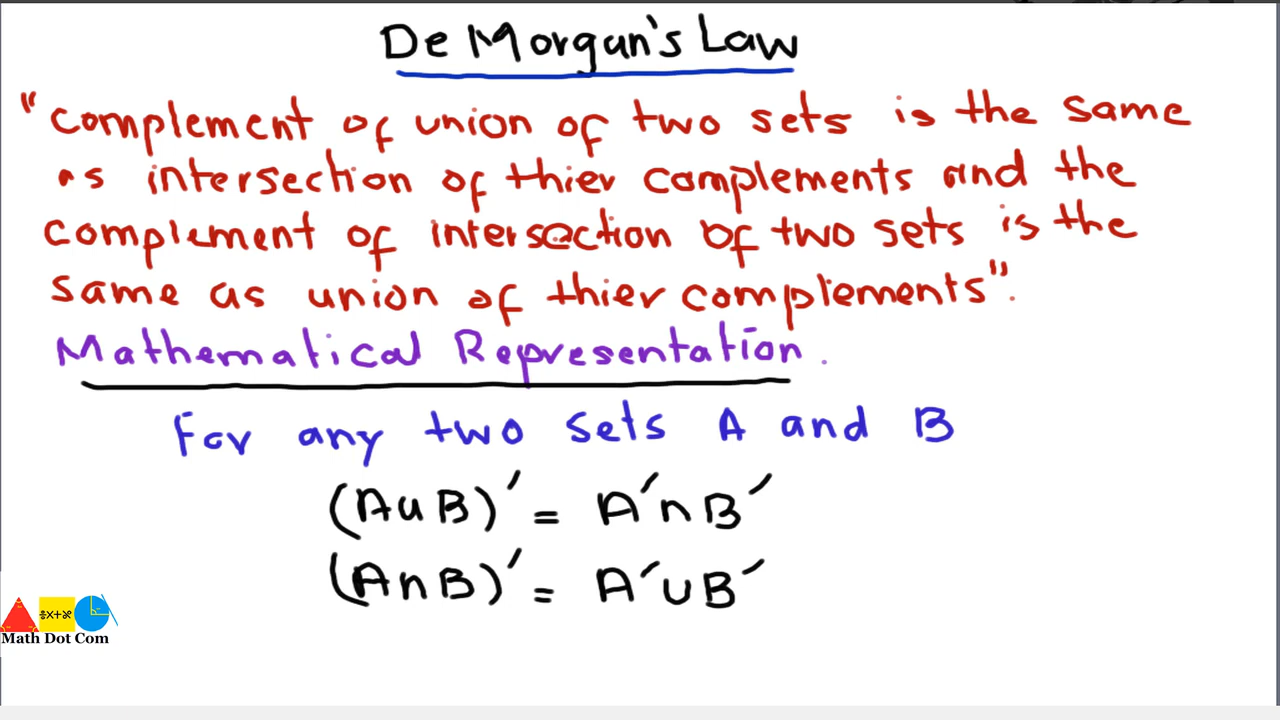 De Morgan's Law
"complement of union of two sets is the same
as intersection of thier complements and the
complement of intersection of two sets is the
same as union of thier complements".
Mathematical Representation.
For any two sets A and B
(A∪B)′ = A′∩B′
(A∩B)′ = A′∪B′
÷x+
Math Dot Com